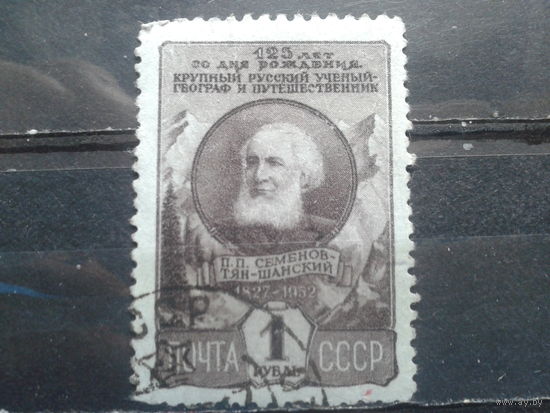 125 лет
со дня рождения.
крупный русский ученый-
географ и путешественник
П.П. СЕМЕНОВ-
ТЯН-ШАНСКИЙ
1827-1952
ПОЧТА 1 СССР
РУБЛЬ